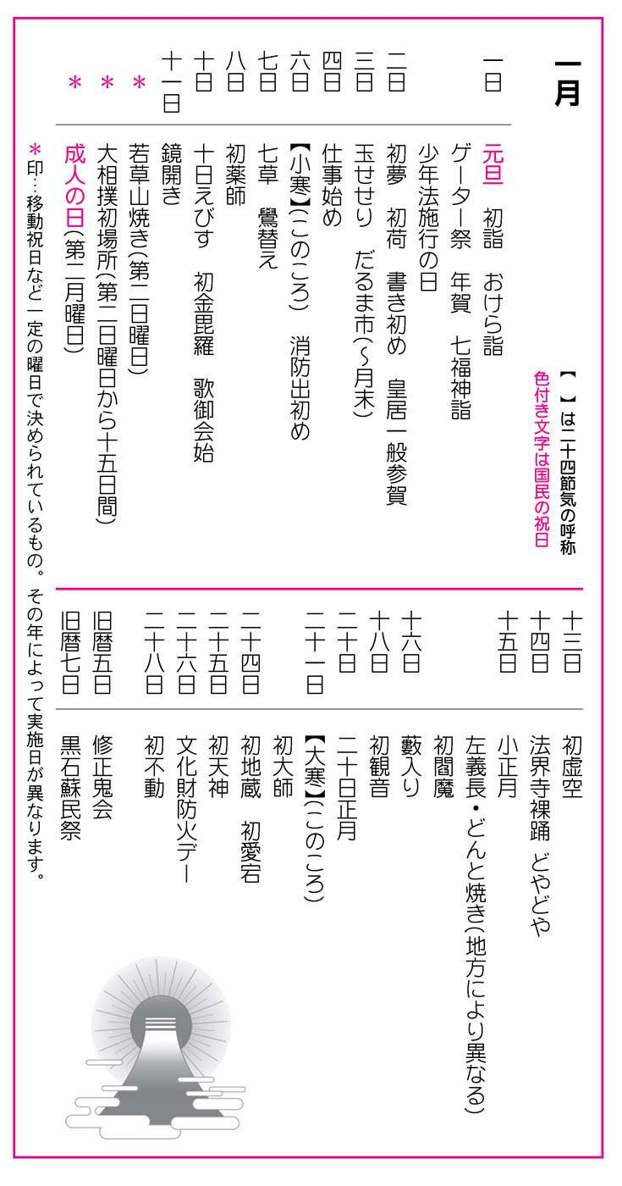 一月
【 】は二十四節気の呼称
色付き文字は国民の祝日
一日 元旦 初詣 おけら詣
ゲーター祭 年賀 七福神詣
少年法施行の日
二日 初夢 初荷 書き初め 皇居一般参賀
三日 玉せせり だるま市(〜月末)
四日 仕事始め
六日 【小寒】(このころ) 消防出初め
七日 七草 鷽替え
八日 初薬師
十日 十日えびす 初金毘羅 歌御会始
十一日 鏡開き
* 若草山焼き(第二日曜日)
* 大相撲初場所(第二日曜日から十五日間)
* 成人の日(第二月曜日)
十三日 初虚空
十四日 法界寺裸踊 どやどや
十五日 小正月
左義長・どんと焼き(地方により異なる)
初閻魔
十六日 藪入り
十八日 初観音
二十日 二十日正月
二十一日 【大寒】(このころ)
初大師
二十四日 初地蔵 初愛宕
二十五日 初天神
二十六日 文化財防火デー
二十八日 初不動
旧暦五日 修正鬼会
旧暦七日 黒石蘇民祭
*印…移動祝日など一定の曜日で決められているもの。その年によって実施日が異なります。